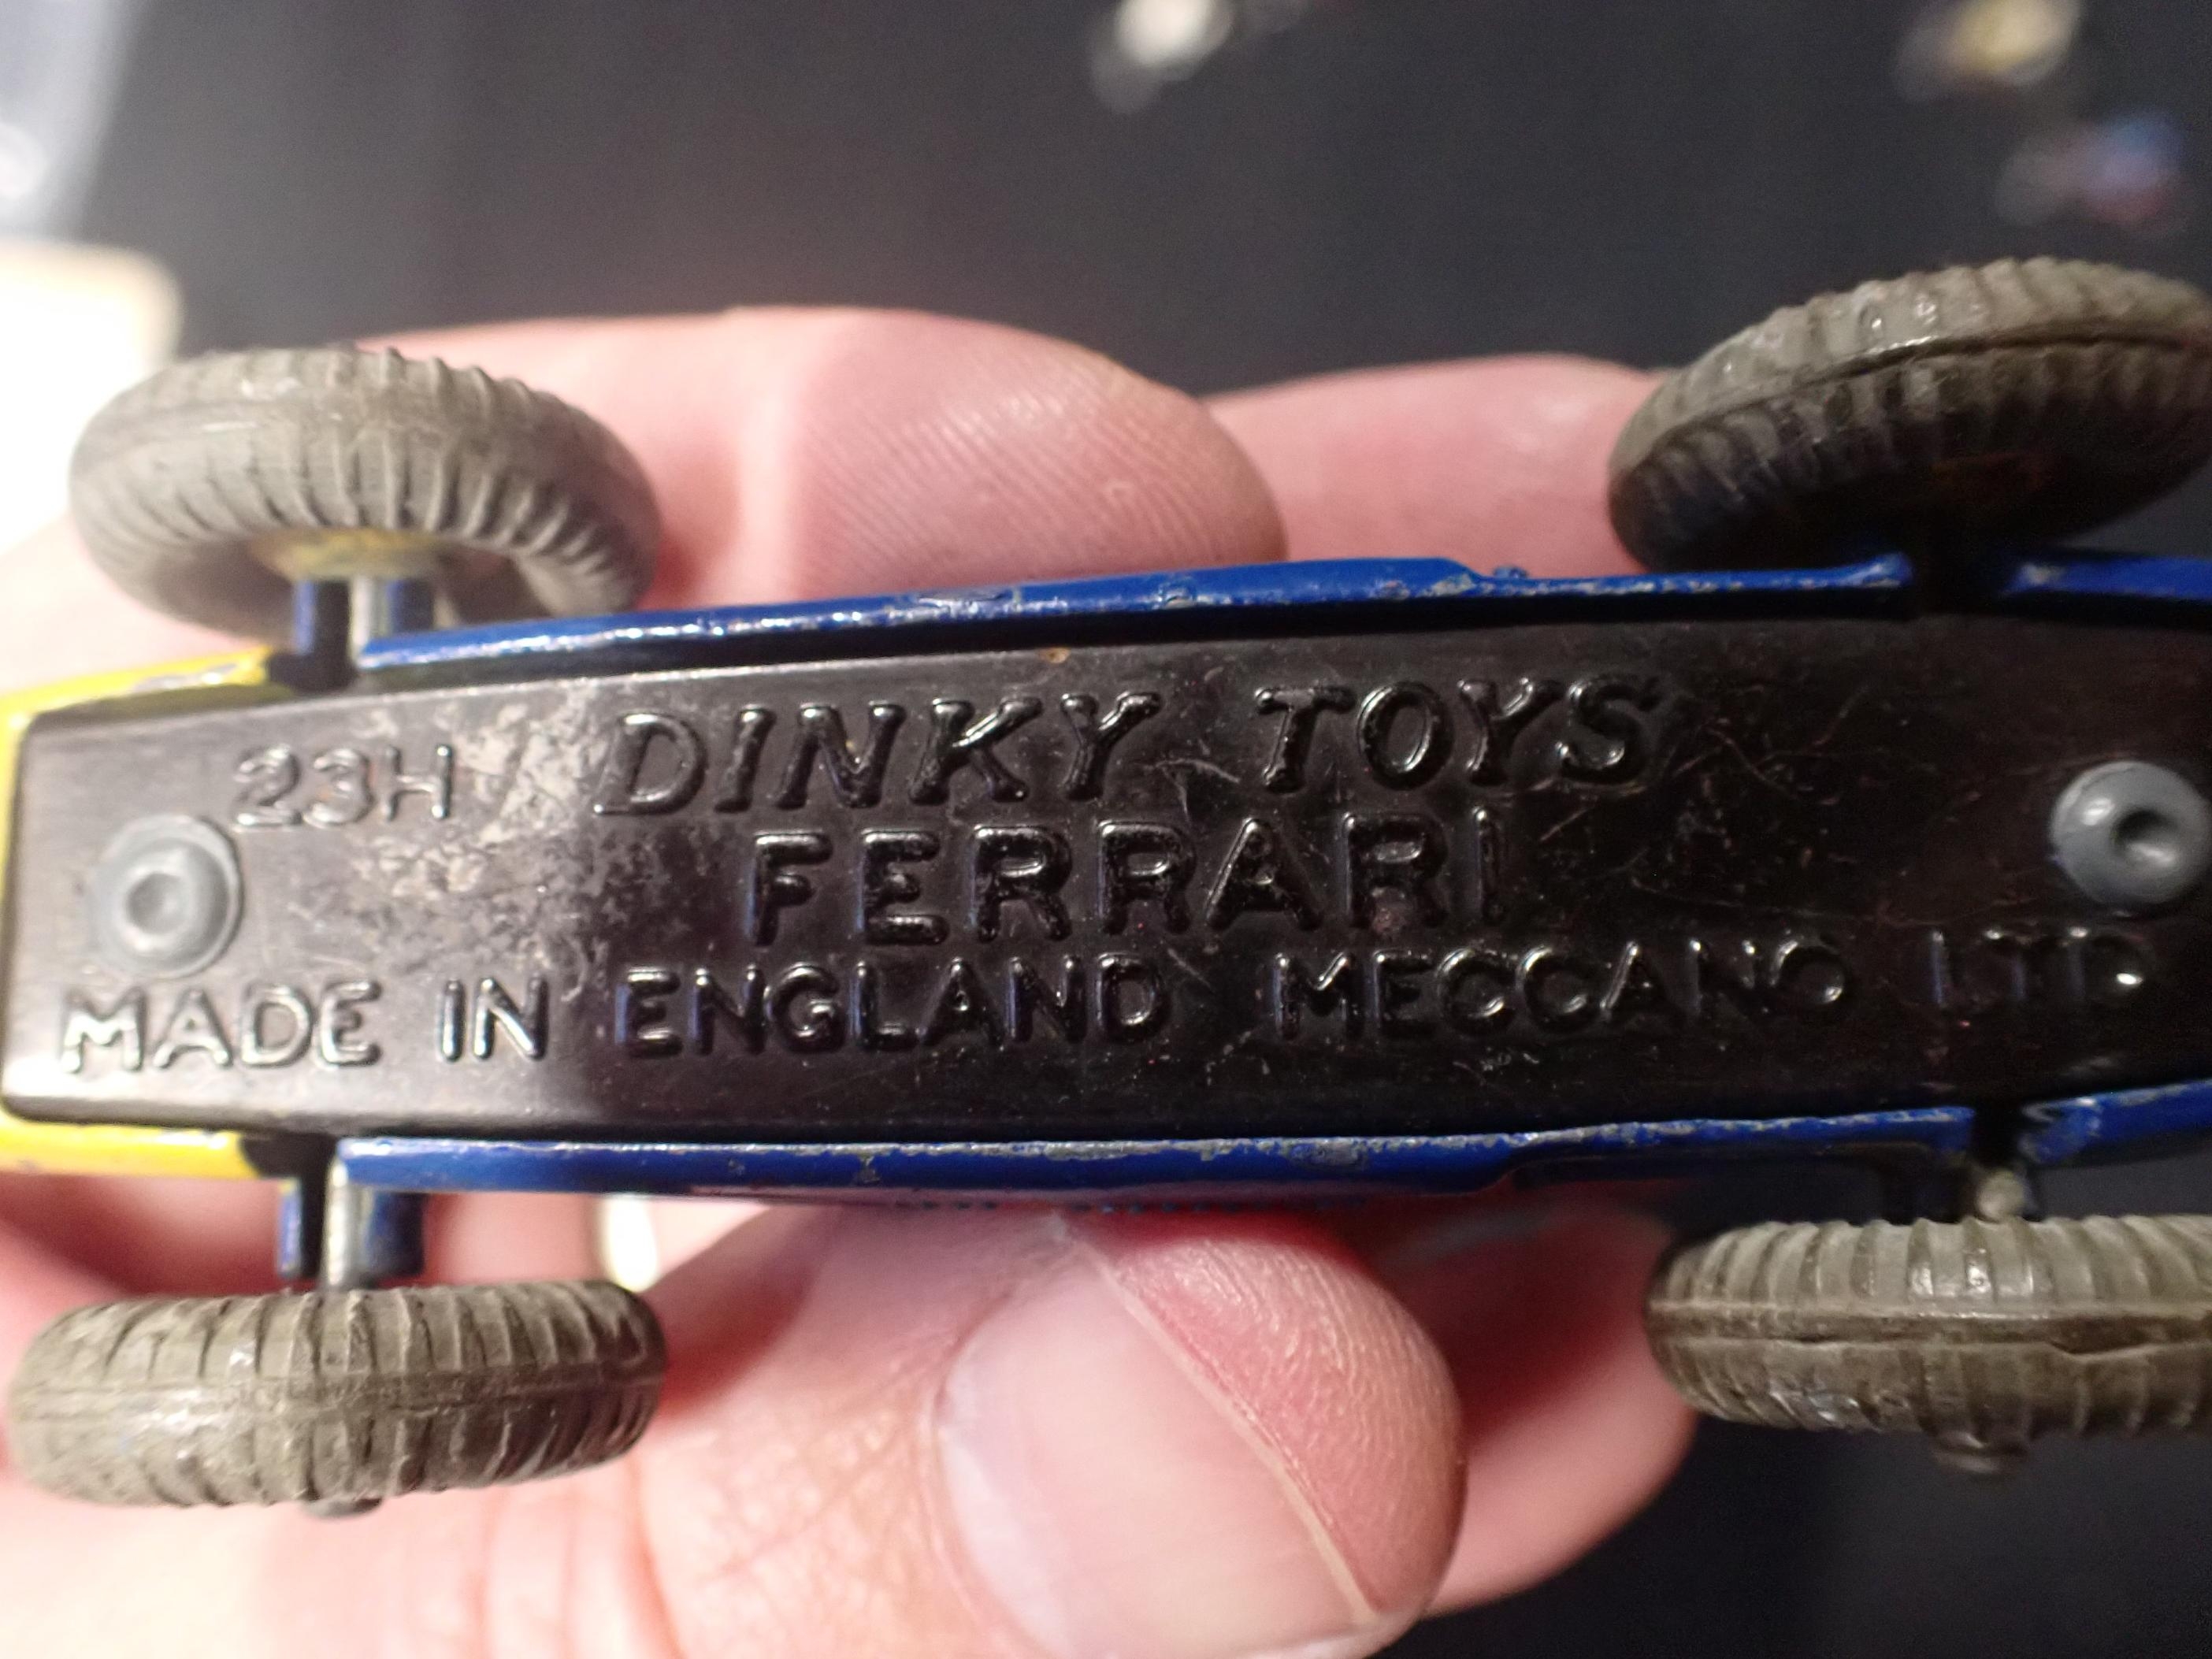 23H DINKY TOYS
FERRARI
MADE IN ENGLAND MECCANO LTD